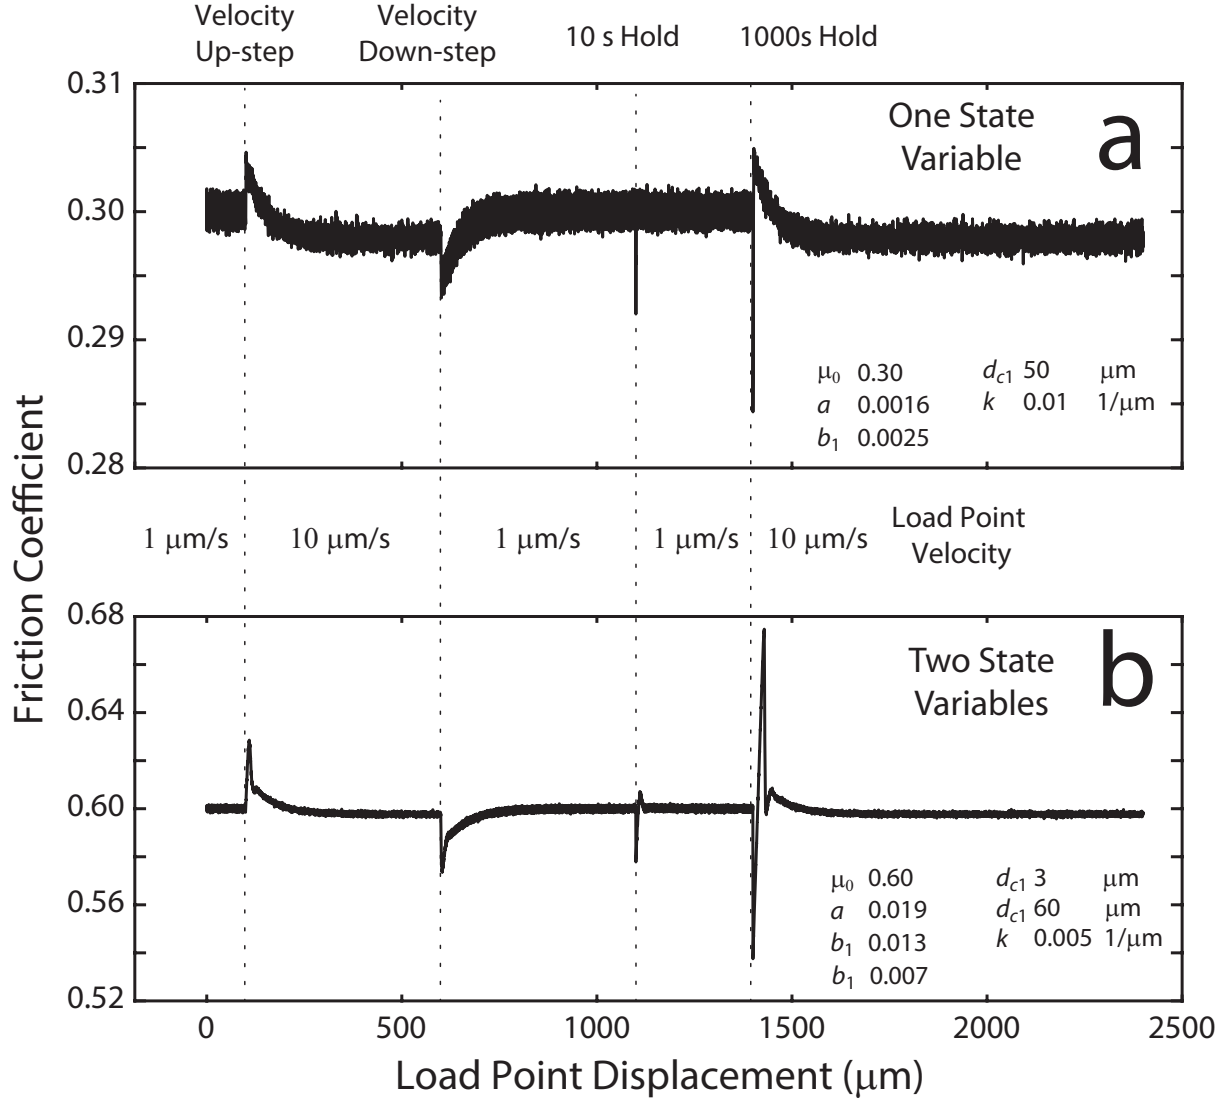 Velocity
Up-step
Velocity
Down-step
10 s Hold
1000s Hold
Friction Coefficient
0.31
0.30
0.29
0.28
One State
Variable
a
μ0 0.30
a 0.0016
b1 0.0025
dc1 50 μm
k 0.01 1/μm
1 μm/s
10 μm/s
1 μm/s
1 μm/s
10 μm/s
Load Point
Velocity
0.68
0.64
0.60
0.56
0.52
Two State
Variables
b
μ0 0.60
a 0.019
b1 0.013
b1 0.007
dc1 3 μm
dc1 60 μm
k 0.005 1/μm
0
500
1000
1500
2000
2500
Load Point Displacement (μm)